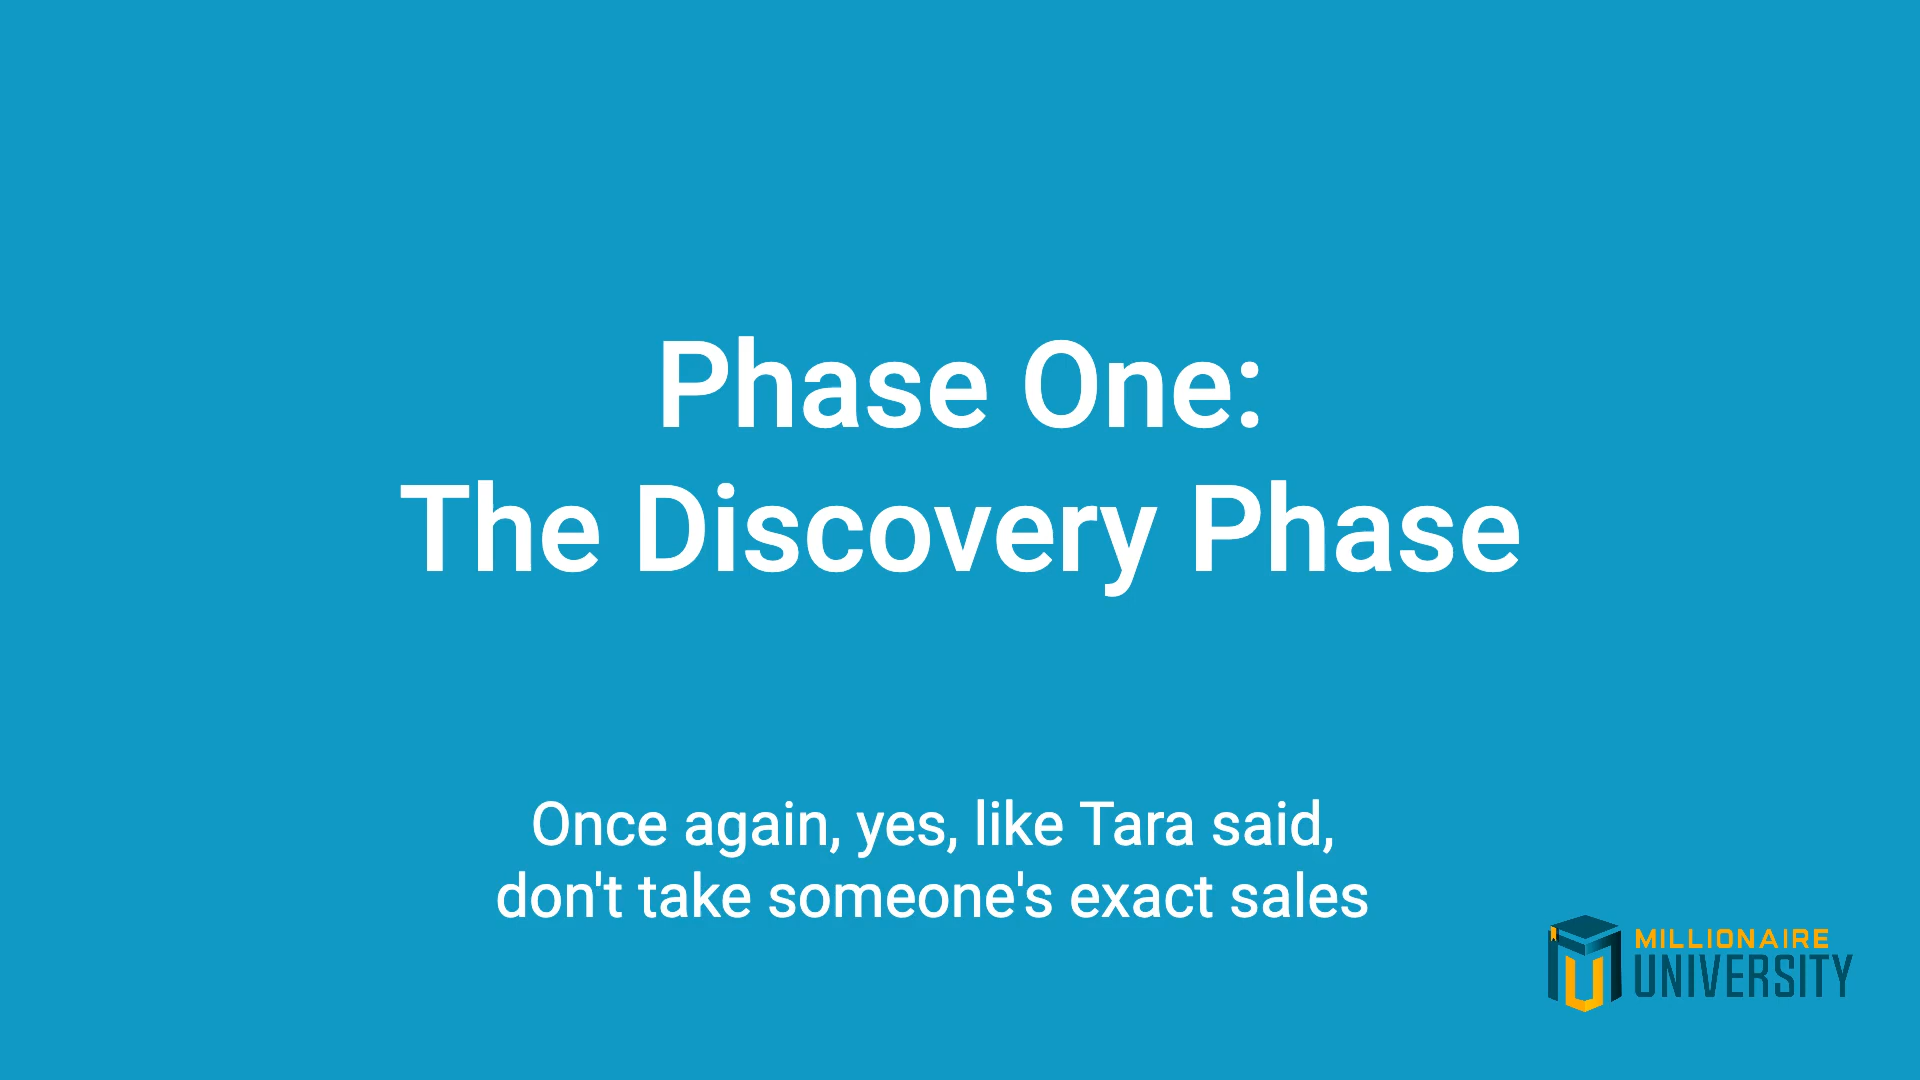 Phase One:
The Discovery Phase
Once again, yes, like Tara said,
don't take someone's exact sales
MILLIONAIRE
UNIVERSITY